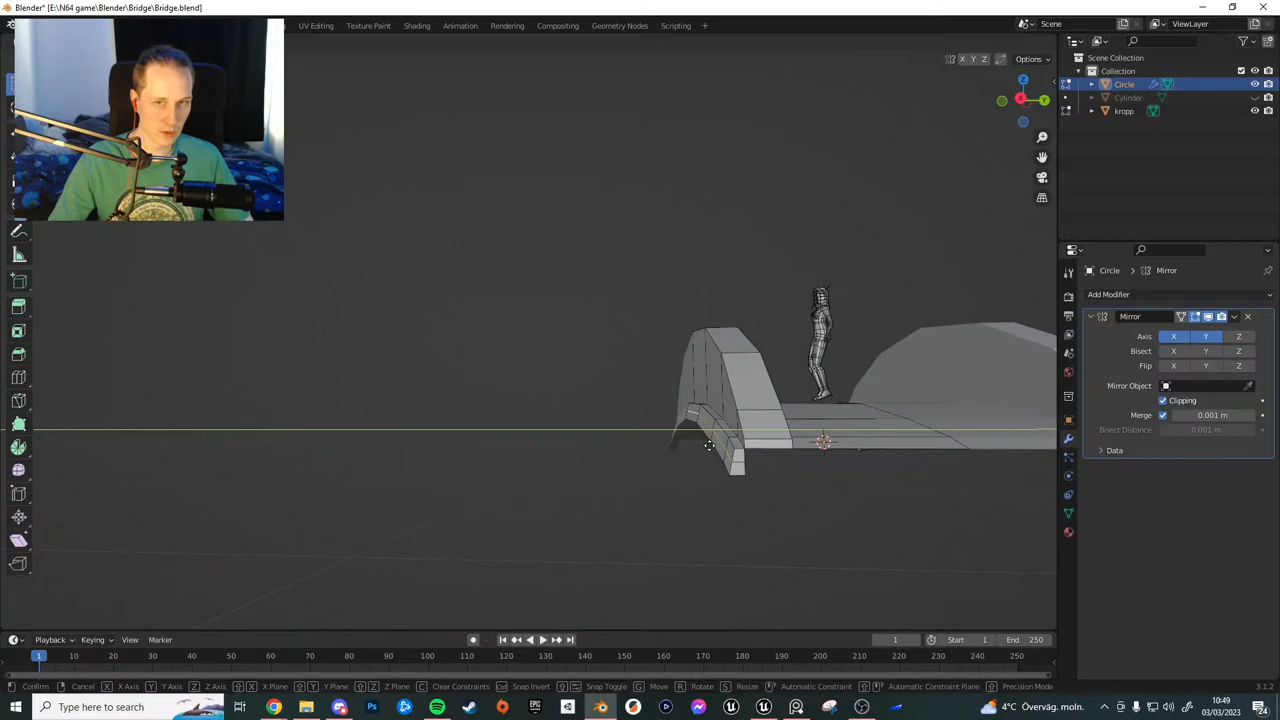 Blender* [E:\N64 game\Blender\Bridge\Bridge.blend]
UV Editing Texture Paint Shading Animation Rendering Compositing Geometry Nodes Scripting
Scene ViewLayer
X Y Z Options
Scene Collection
Collection
Circle
Cylinder
kropp
Z
X Y
Circle > Mirror
Add Modifier
Mirror
Axis X Y Z
Bisect X Y Z
Flip X Y Z
Mirror Object
Clipping
Merge 0.001 m
Bisect Distance 0.001 m
Data
Playback Keying View Marker
1 Start 1 End 250
1 10 20 30 40 50 60 70 80 90 100 110 120 130 140 150 160 170 180 190 200 210 220 230 240 250
Confirm Cancel X X Axis Y Y Axis Z Z Axis X X Plane Y Y Plane Z Z Plane C Clear Constraints Ctrl Snap Invert Snap Toggle G Move R Rotate S Resize Automatic Constraint Automatic Constraint Plane Precision Mode 3.1.2
Type here to search
4°C Överväg. moln.
10:49
03/03/2023